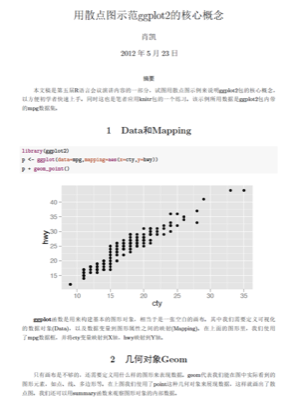 用散点图示范ggplot2的核心概念
肖凯
2012 年 5 月 23 日
摘要
本文稿是第五届R语言会议演讲内容的一部分，试图用散点图示例来说明ggplot2包的核心概念，
以方便初学者快速上手。同时这也是笔者应用knitr包的一个练习。该示例所用数据是ggplot2包内带
的mpg数据框。
1 Data和Mapping
library(ggplot2)
p <- ggplot(data=mpg,mapping=aes(x=cty,y=hwy))
p + geom_point()
40
35
30
25
20
15
hwy
10 15 20 25 30 35
cty
ggplot函数是用来构建基本的图形对象，相当于是一张空白的画布，其中我们需要定义可视化
的数据对象(Data)，以及数据变量到图形属性之间的映射(Mapping)。在上面的图形里，我们使用
了mpg数据框，并将cty变量映射到X轴，hwy映射到Y轴。
2 几何对象Geom
只有画布是不够的，还需要定义用什么样的图形来表现数据。geom代表我们能在图中实际看到的
图形元素，如点、线、多边形等。在上图我们使用了point这种几何对象来展现数据，这样就画出了散
点图。我们还可以用summary函数来观察图形对象的内部数据。